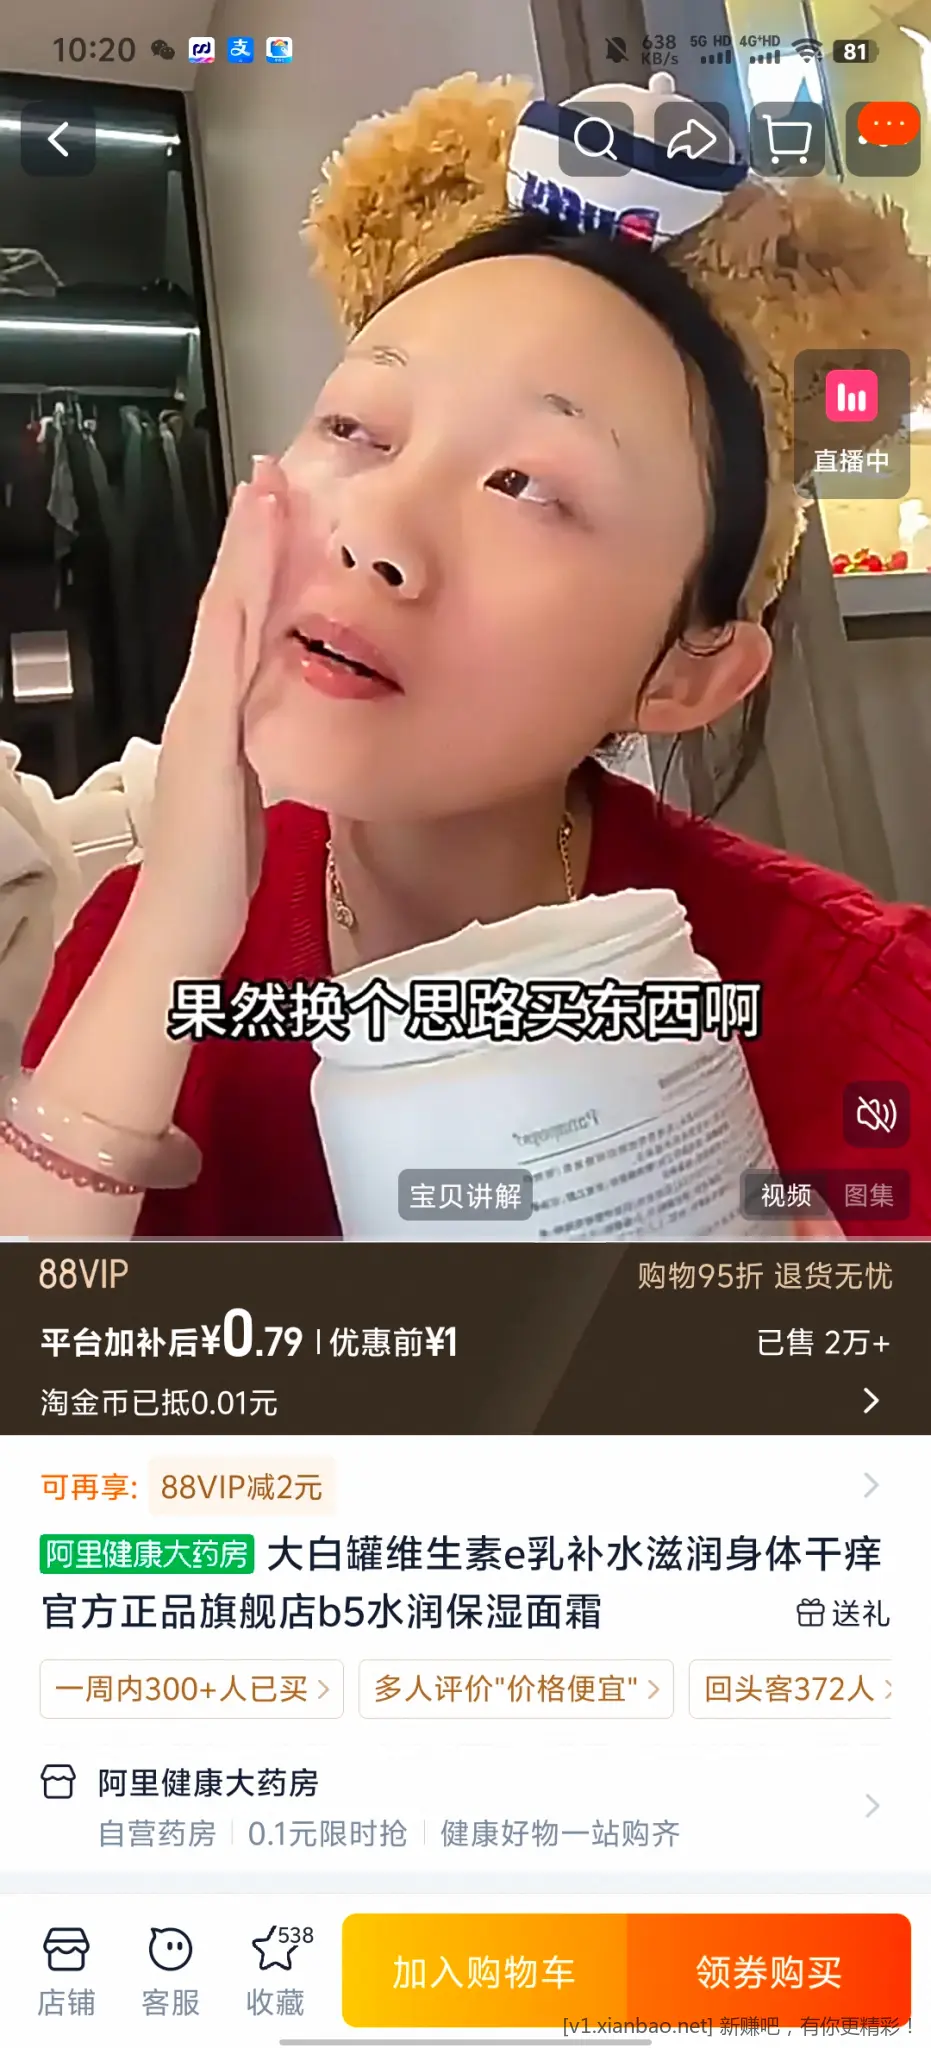 10:20
638 KB/s
5G HD
4G+HD
81
直播中
果然换个思路买东西啊
宝贝讲解
视频 图集
88VIP
购物95折 退货无忧
平台加补后¥0.79 | 优惠前¥1
已售 2万+
淘金币已抵0.01元
可再享: 88VIP减2元
阿里健康大药房 大白罐维生素e乳补水滋润身体干痒
官方正品旗舰店b5水润保湿面霜
送礼
一周内300+人已买
多人评价"价格便宜"
回头客372人
阿里健康大药房
自营药房 | 0.1元限时抢 | 健康好物一站购齐
538
店铺 客服 收藏 加入购物车 领券购买
[v1.xianbao.net] 新赚吧，有你更精彩！